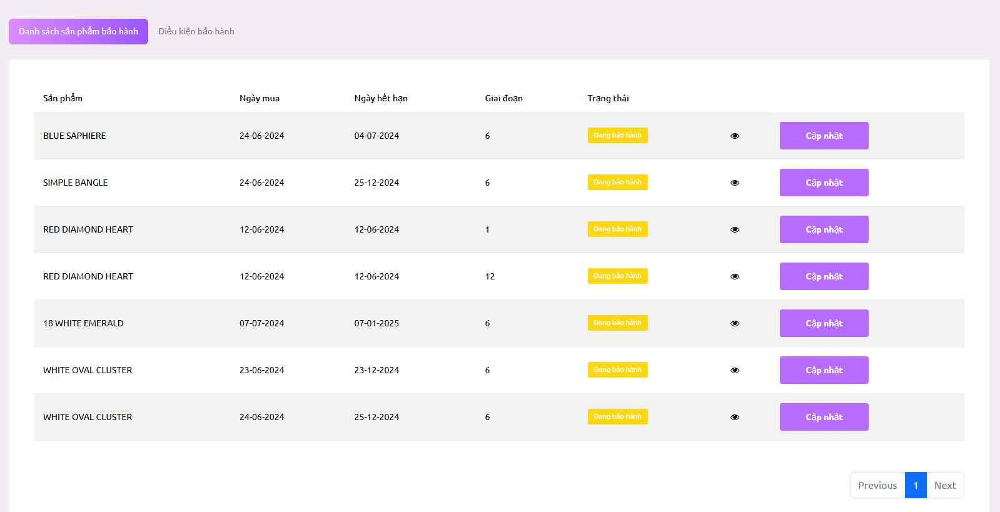 Danh sách sản phẩm bảo hành Điều kiện bảo hành
Sản phẩm Ngày mua Ngày hết hạn Giai đoạn Trạng thái
BLUE SAPHIERE 24-06-2024 04-07-2024 6 Đang bảo hành Cập nhật
SIMPLE BANGLE 24-06-2024 25-12-2024 6 Đang bảo hành Cập nhật
RED DIAMOND HEART 12-06-2024 12-06-2024 1 Đang bảo hành Cập nhật
RED DIAMOND HEART 12-06-2024 12-06-2024 12 Đang bảo hành Cập nhật
18 WHITE EMERALD 07-07-2024 07-01-2025 6 Đang bảo hành Cập nhật
WHITE OVAL CLUSTER 23-06-2024 23-12-2024 6 Đang bảo hành Cập nhật
WHITE OVAL CLUSTER 24-06-2024 25-12-2024 6 Đang bảo hành Cập nhật
Previous 1 Next